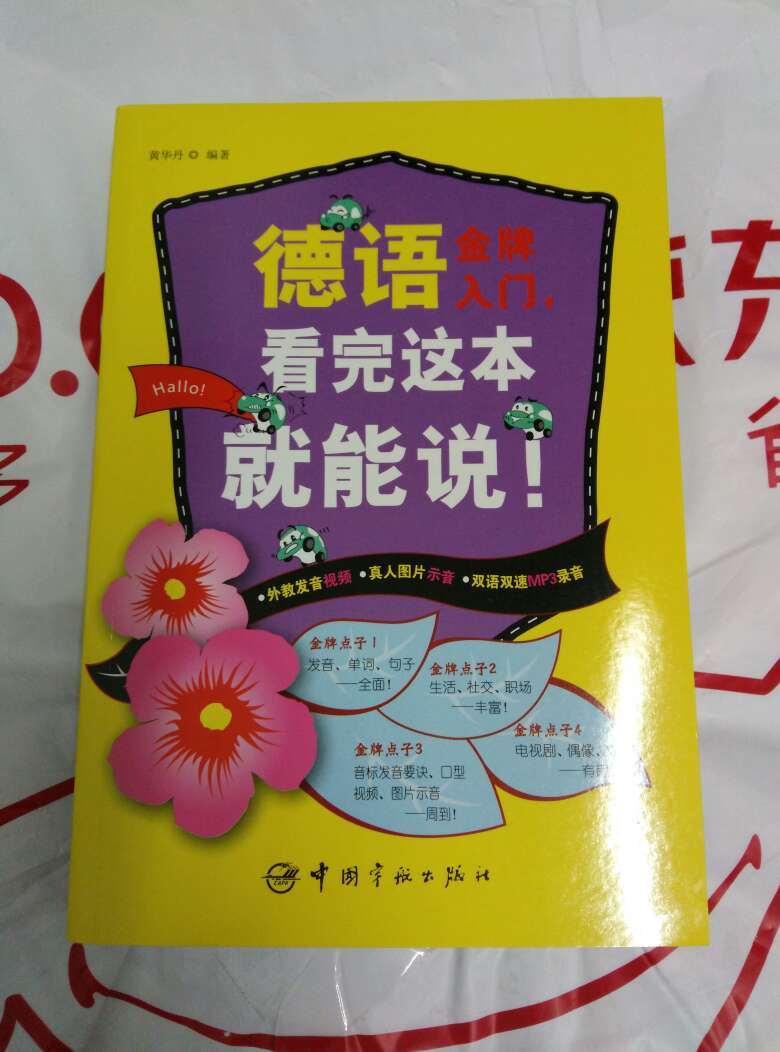 黄华丹 编著
德语 金牌
入门，
看完这本
就能说！
Hallo!
•外教发音视频 •真人图片示音 •双语双速MP3录音
金牌点子1
发音、单词、句子
——全面！
金牌点子2
生活、社交、职场
——丰富！
金牌点子3
音标发音要诀、口型
视频、图片示音
——周到！
金牌点子4
电视剧、偶像、
——有
CAPH
中国宇航出版社
东